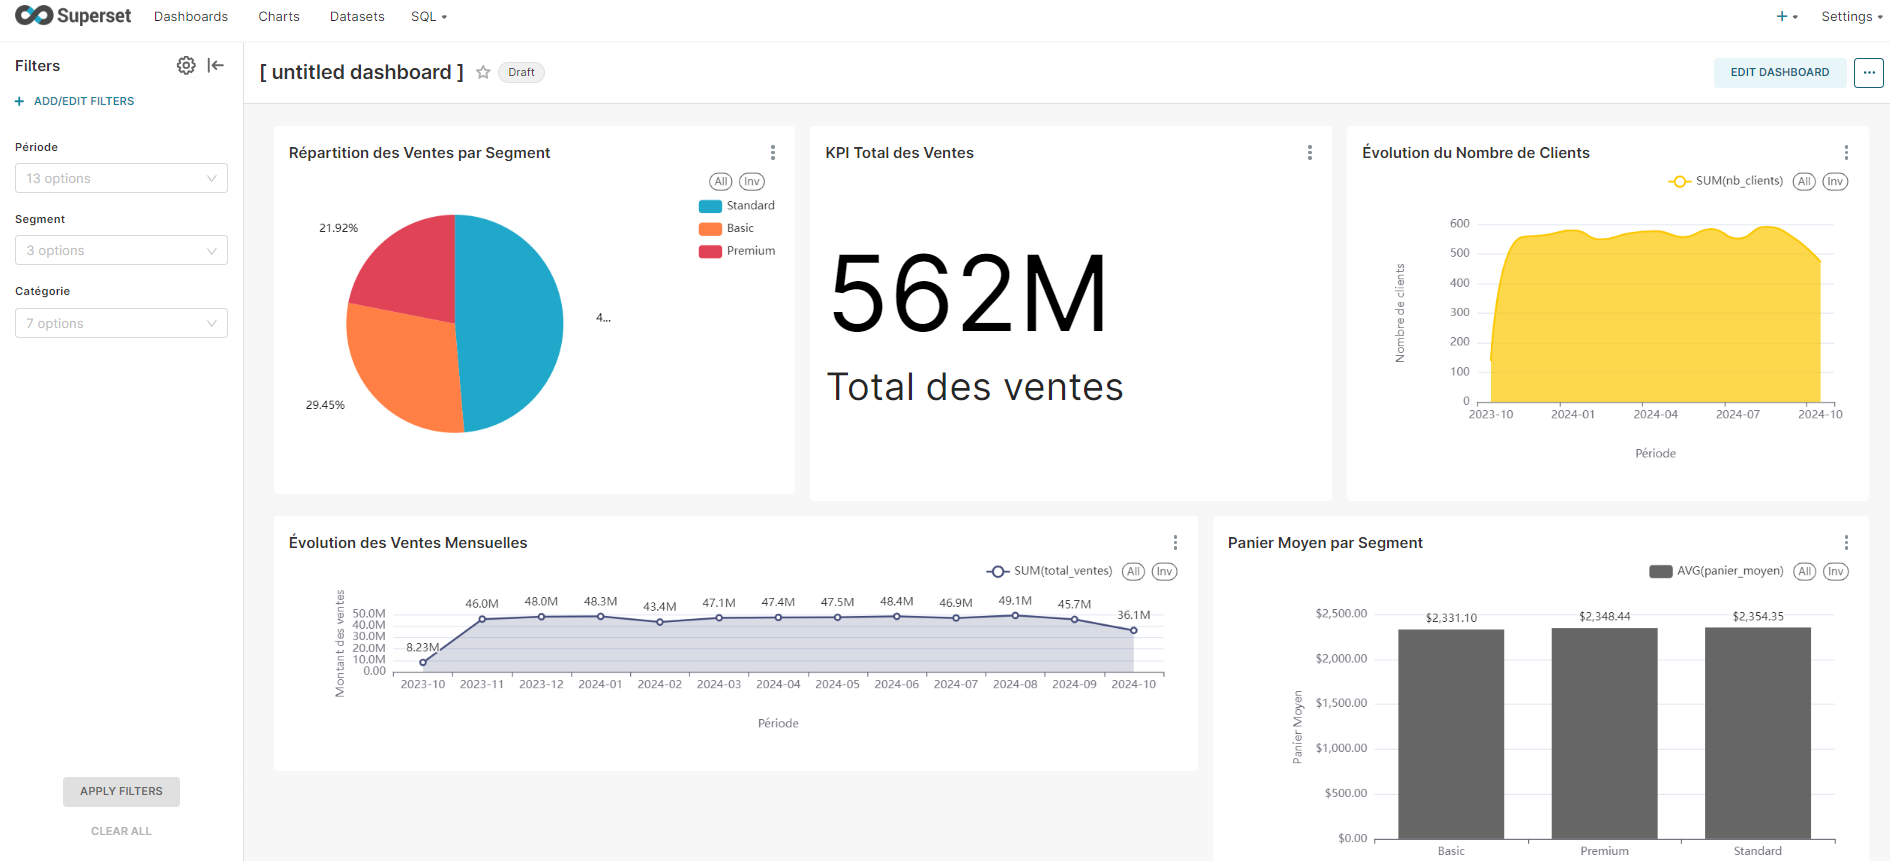 Superset
Dashboards
Charts
Datasets
SQL
+
Settings
Filters
+ ADD/EDIT FILTERS
Période
13 options
Segment
3 options
Catégorie
7 options
APPLY FILTERS
CLEAR ALL
[ untitled dashboard ]
Draft
EDIT DASHBOARD
...
Répartition des Ventes par Segment
All
Inv
Standard
Basic
Premium
21.92%
4...
29.45%
KPI Total des Ventes
562M
Total des ventes
Évolution du Nombre de Clients
SUM(nb_clients)
All
Inv
Nombre de clients
600
500
400
300
200
100
0
2023-10
2024-01
2024-04
2024-07
2024-10
Période
Évolution des Ventes Mensuelles
SUM(total_ventes)
All
Inv
Montant des ventes
50.0M
40.0M
30.0M
20.0M
10.0M
0.00
8.23M
46.0M
48.0M
48.3M
43.4M
47.1M
47.4M
47.5M
48.4M
46.9M
49.1M
45.7M
36.1M
2023-10
2023-11
2023-12
2024-01
2024-02
2024-03
2024-04
2024-05
2024-06
2024-07
2024-08
2024-09
2024-10
Période
Panier Moyen par Segment
AVG(panier_moyen)
All
Inv
Panier Moyen
$2,500.00
$2,000.00
$1,500.00
$1,000.00
$500.00
$0.00
$2,331.10
$2,348.44
$2,354.35
Basic
Premium
Standard